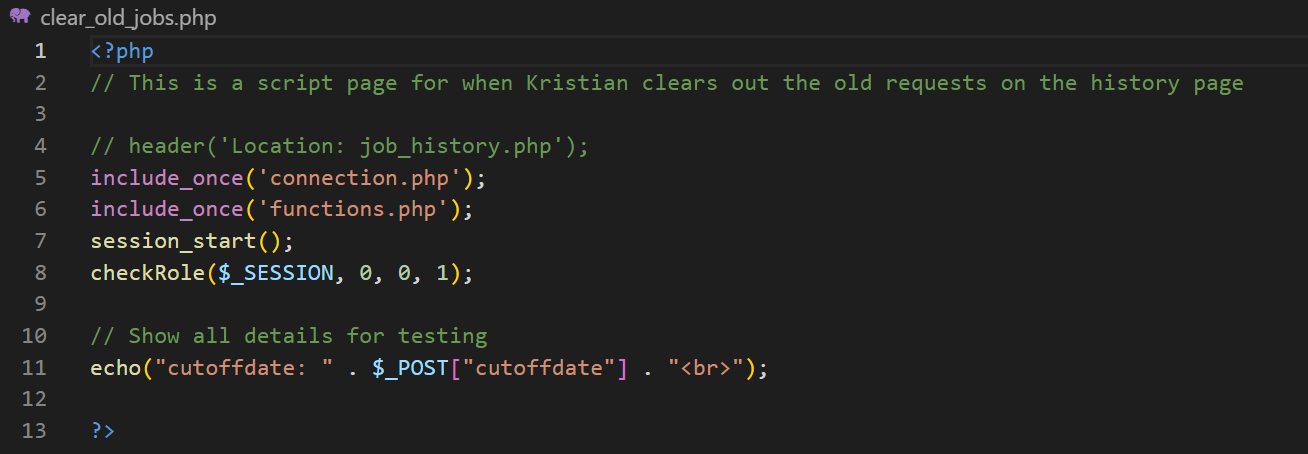 clear_old_jobs.php
1 <?php
2 // This is a script page for when Kristian clears out the old requests on the history page
3
4 // header('Location: job_history.php');
5 include_once('connection.php');
6 include_once('functions.php');
7 session_start();
8 checkRole($_SESSION, 0, 0, 1);
9
10 // Show all details for testing
11 echo("cutoffdate: " . $_POST["cutoffdate"] . "<br>");
12
13 ?>